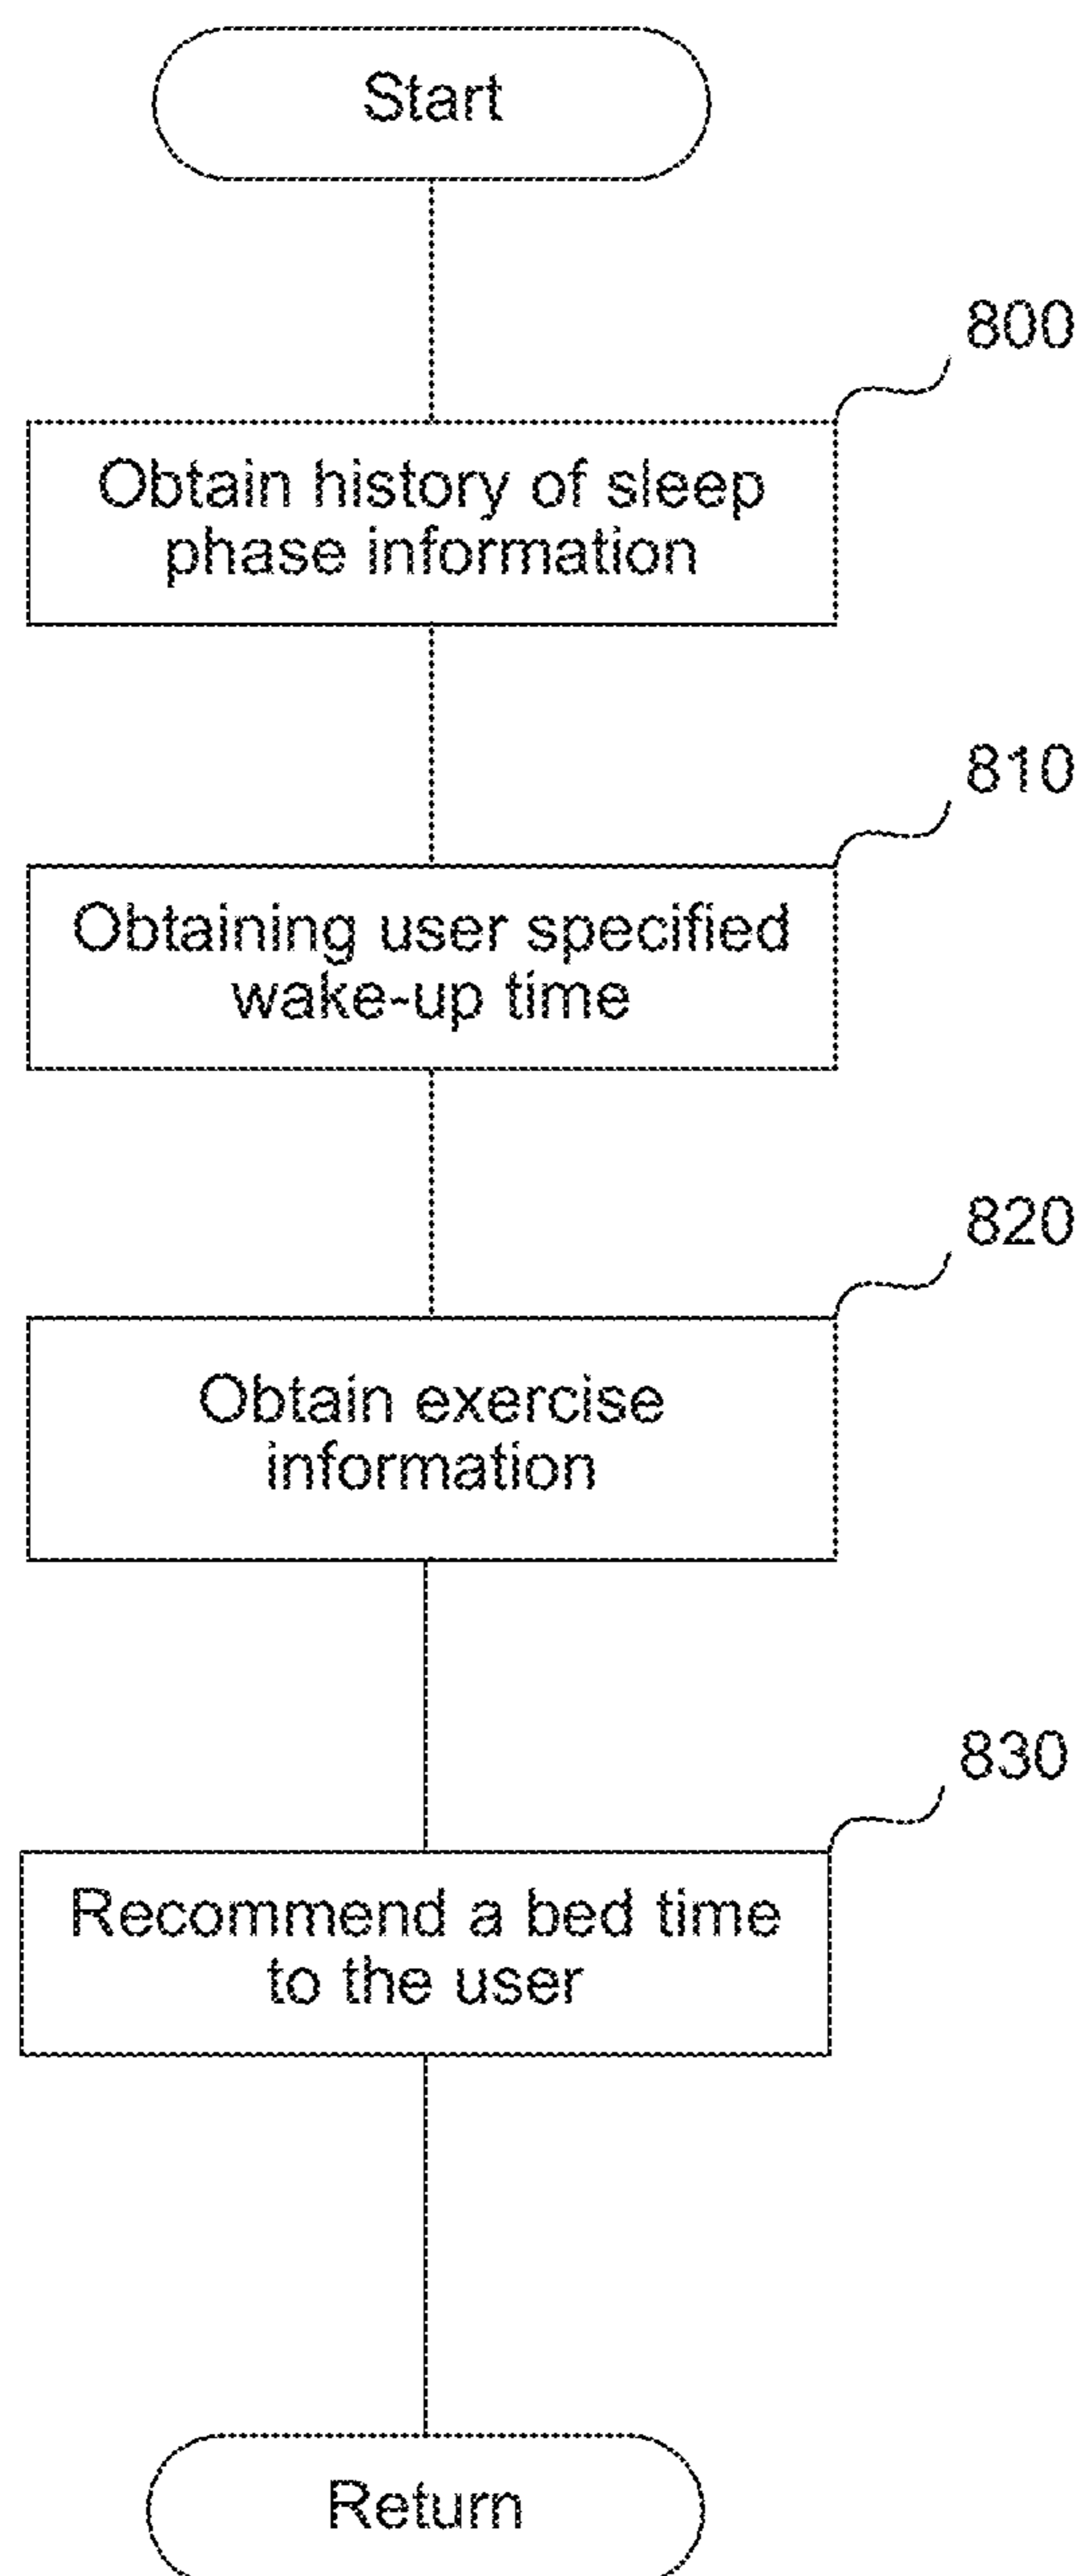 Start
800
Obtain history of sleep
phase information
810
Obtaining user specified
wake-up time
820
Obtain exercise
information
830
Recommend a bed time
to the user
Return